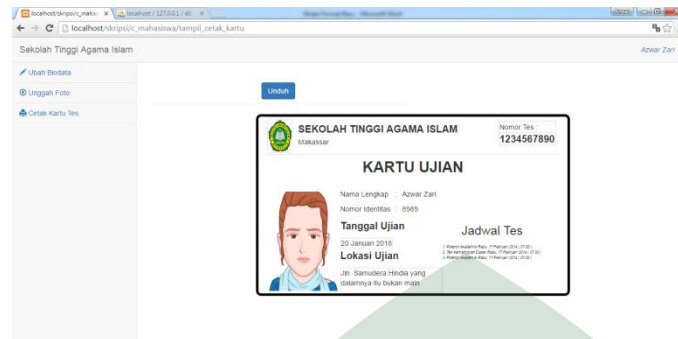 localhost/skripsi/c_mahas
localhost / 127.0.0.1 / sti
localhost/skripsi/c_mahasiswa/tampil_cetak_kartu
Sekolah Tinggi Agama Islam
Azwar Zari
Ubah Biodata
Unggah Foto
Cetak Kartu Tes
Unduh
SEKOLAH TINGGI AGAMA ISLAM
Makassar
Nomor Tes :
1234567890
KARTU UJIAN
Nama Lengkap : Azwar Zari
Nomor Identitas : 8989
Tanggal Ujian
20 Januari 2015
Lokasi Ujian
Jln. Samudera Hindia yang
dalamnya itu bukan main
Jadwal Tes